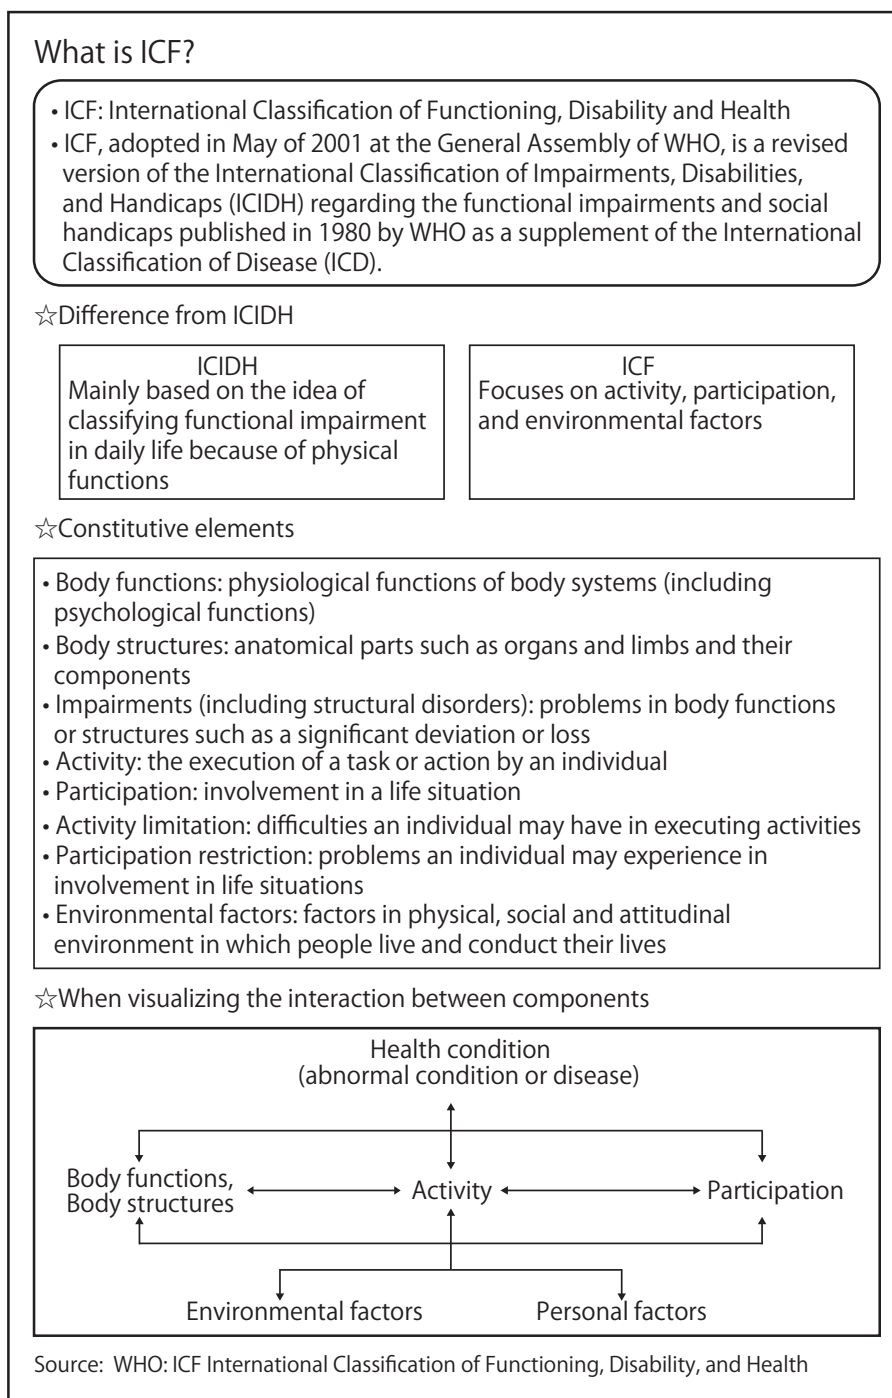 What is ICF?
• ICF: International Classification of Functioning, Disability and Health
• ICF, adopted in May of 2001 at the General Assembly of WHO, is a revised
version of the International Classification of Impairments, Disabilities,
and Handicaps (ICIDH) regarding the functional impairments and social
handicaps published in 1980 by WHO as a supplement of the International
Classification of Disease (ICD).
☆Difference from ICIDH
ICIDH
Mainly based on the idea of
classifying functional impairment
in daily life because of physical
functions
ICF
Focuses on activity, participation,
and environmental factors
☆Constitutive elements
• Body functions: physiological functions of body systems (including
psychological functions)
• Body structures: anatomical parts such as organs and limbs and their
components
• Impairments (including structural disorders): problems in body functions
or structures such as a significant deviation or loss
• Activity: the execution of a task or action by an individual
• Participation: involvement in a life situation
• Activity limitation: difficulties an individual may have in executing activities
• Participation restriction: problems an individual may experience in
involvement in life situations
• Environmental factors: factors in physical, social and attitudinal
environment in which people live and conduct their lives
☆When visualizing the interaction between components
Health condition
(abnormal condition or disease)
Body functions,
Body structures
Activity
Participation
Environmental factors
Personal factors
Source: WHO: ICF International Classification of Functioning, Disability, and Health